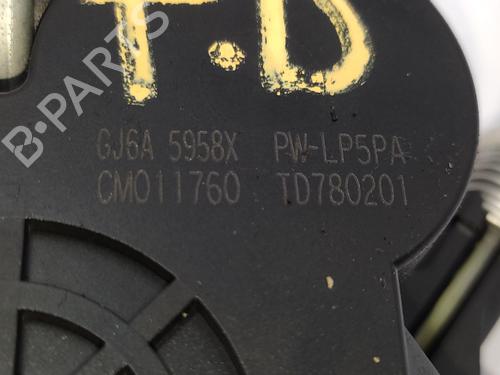 T.D
B-PARTS
GJ6A 5958X PW-LP5PA
CM011760 TD780201